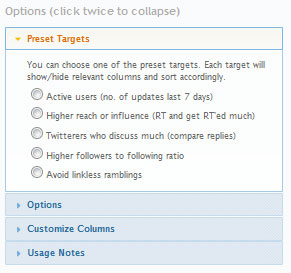 Options (click twice to collapse)
Preset Targets
You can choose one of the preset targets. Each target will
show/hide relevant columns and sort accordingly.
Active users (no. of updates last 7 days)
Higher reach or influence (RT and get RT'ed much)
Twitterers who discuss much (compare replies)
Higher followers to following ratio
Avoid linkless ramblings
Options
Customize Columns
Usage Notes